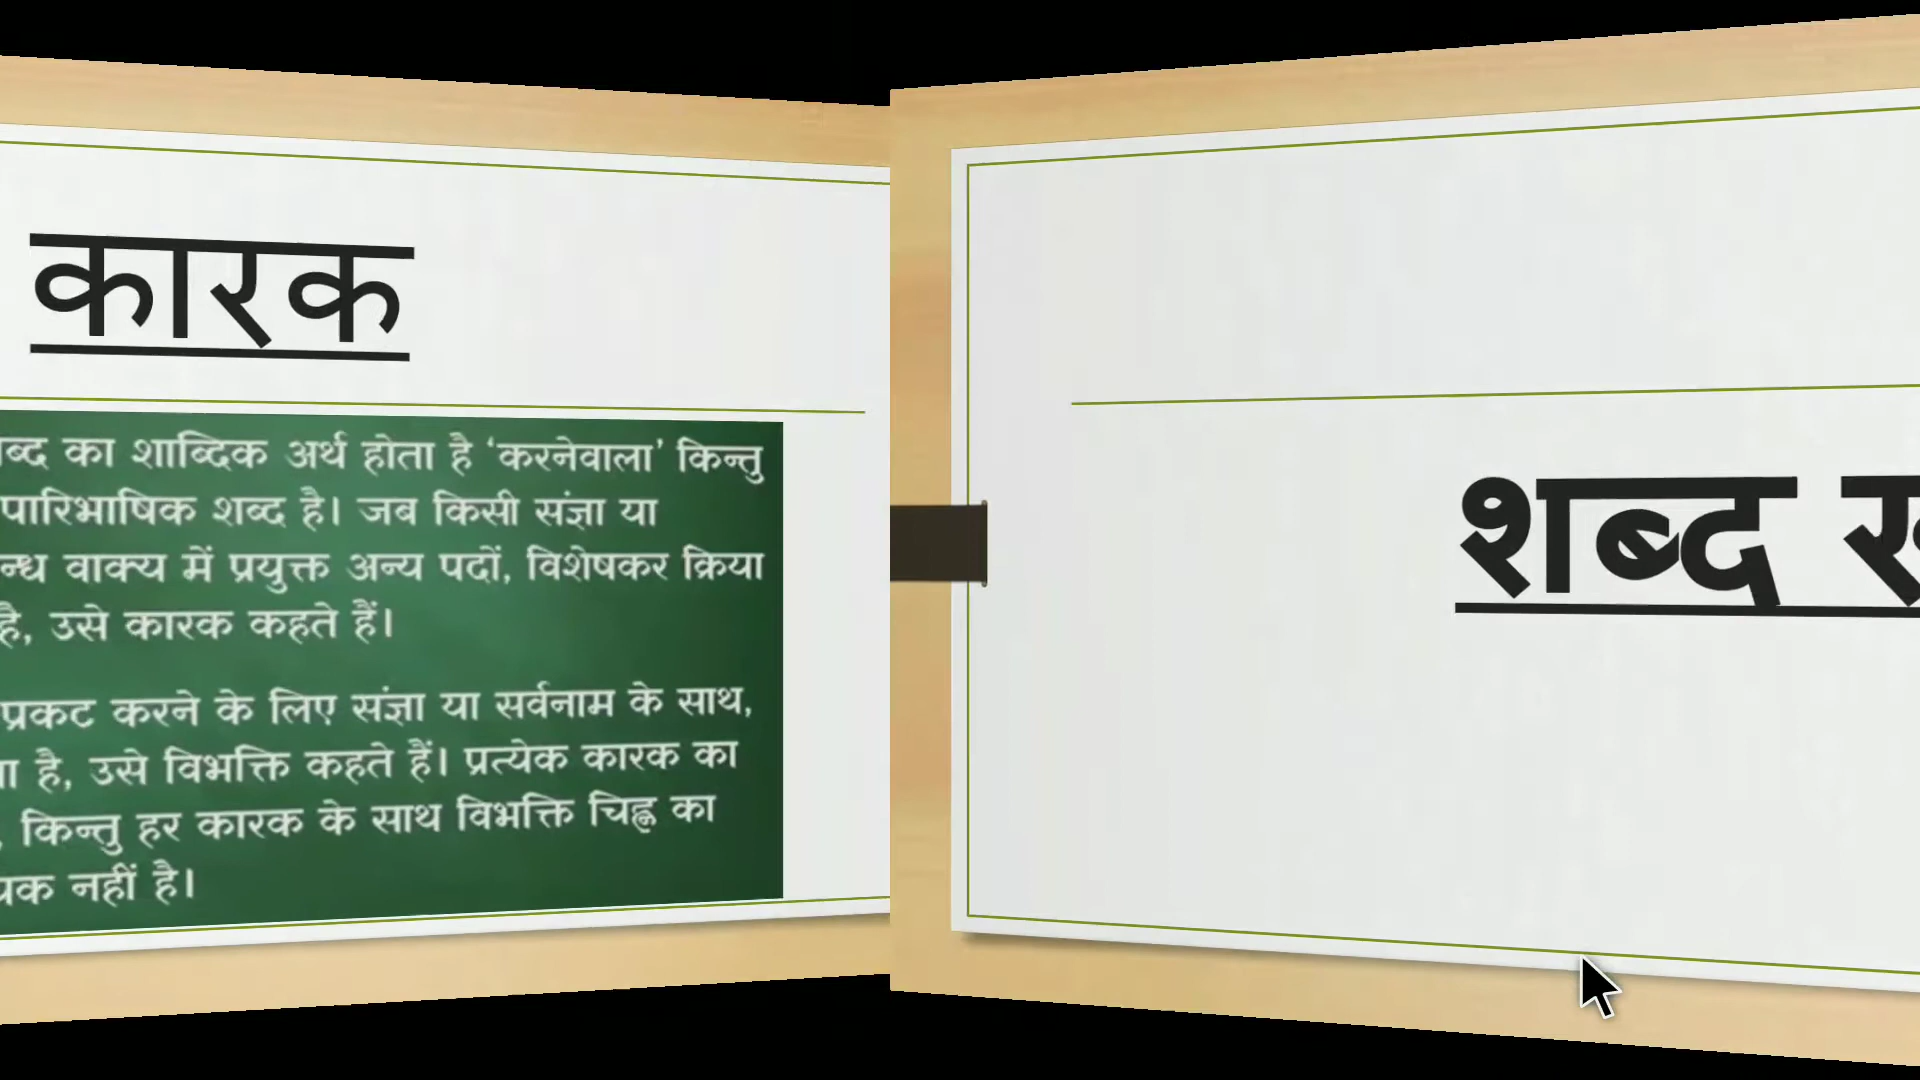 कारक
का शाब्दिक अर्थ होता है ‘करनेवाला’ किन्तु
पारिभाषिक शब्द है। जब किसी संज्ञा या
वाक्य में प्रयुक्त अन्य पदों, विशेषकर क्रिया
है, उसे कारक कहते हैं।
प्रकट करने के लिए संज्ञा या सर्वनाम के साथ,
है, उसे विभक्ति कहते हैं। प्रत्येक कारक का
किन्तु हर कारक के साथ विभक्ति चिह्न का
नहीं है।
शब्द